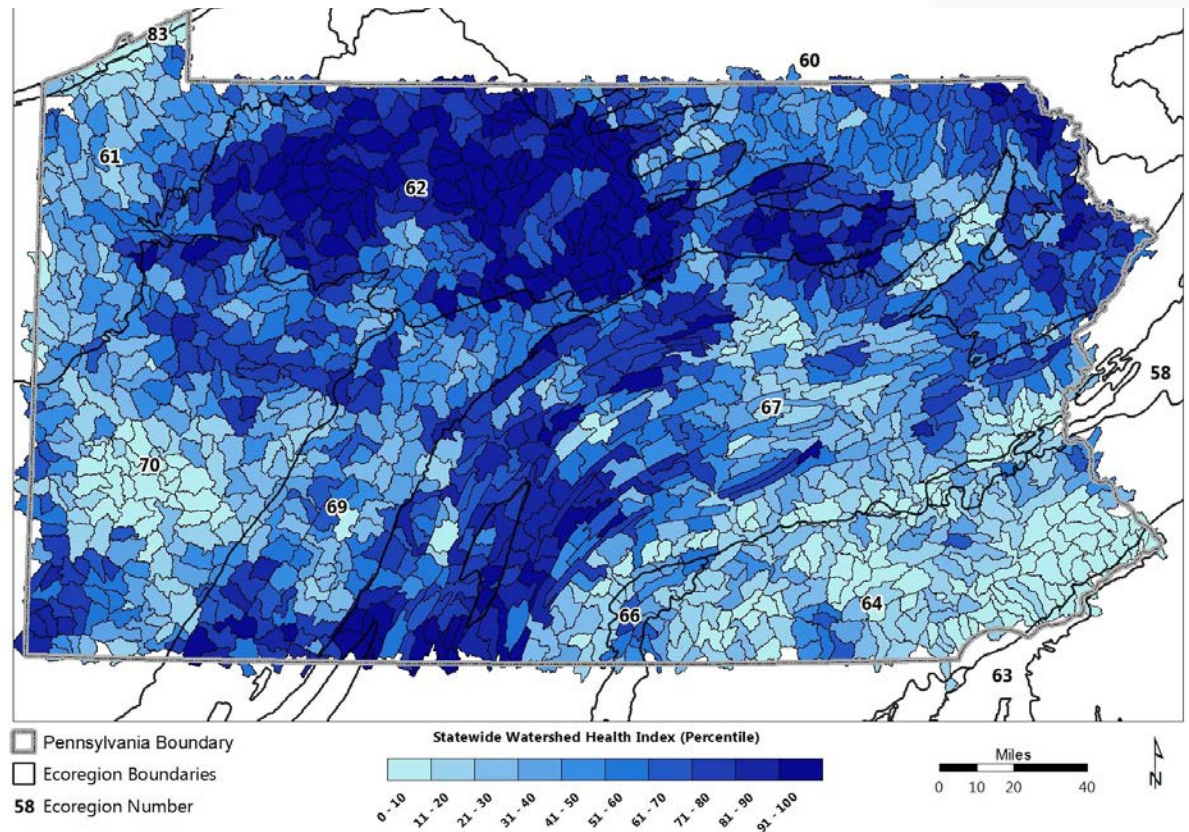 83
60
61
62
58
67
70
69
64
66
63
Pennsylvania Boundary
Ecoregion Boundaries
58 Ecoregion Number
Statewide Watershed Health Index (Percentile)
0 - 10
11 - 20
21 - 30
31 - 40
41 - 50
51 - 60
61 - 70
71 - 80
81 - 90
91 - 100
Miles
0 10 20 40
N